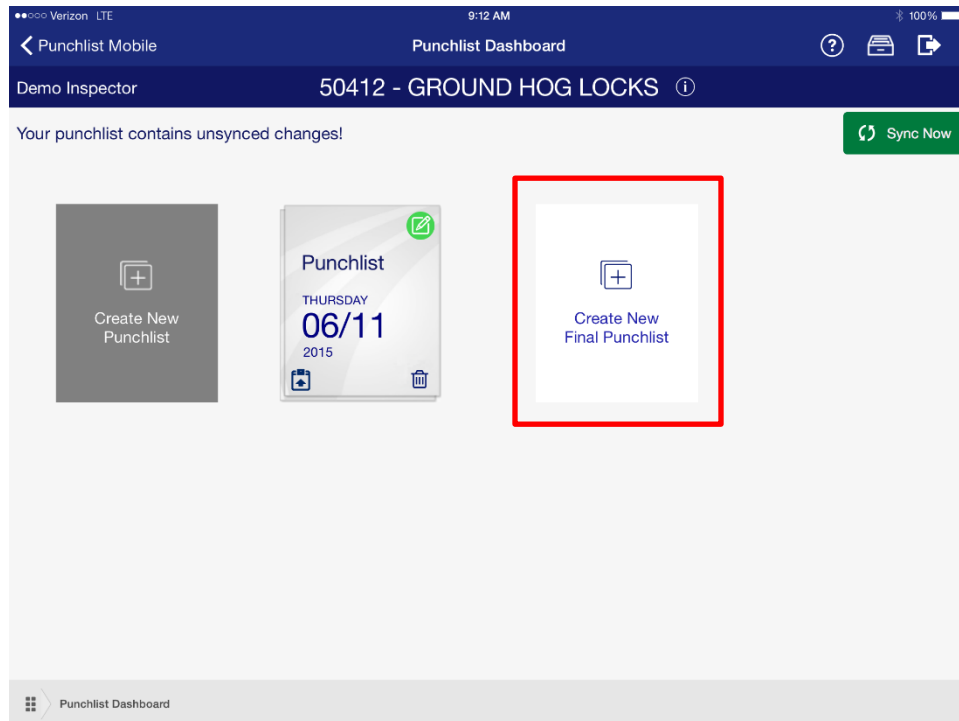 Verizon LTE
9:12 AM
100%
Punchlist Mobile
Punchlist Dashboard
Demo Inspector
50412 - GROUND HOG LOCKS
Your punchlist contains unsynced changes!
Sync Now
Create New
Punchlist
Punchlist
THURSDAY
06/11
2015
Create New
Final Punchlist
Punchlist Dashboard